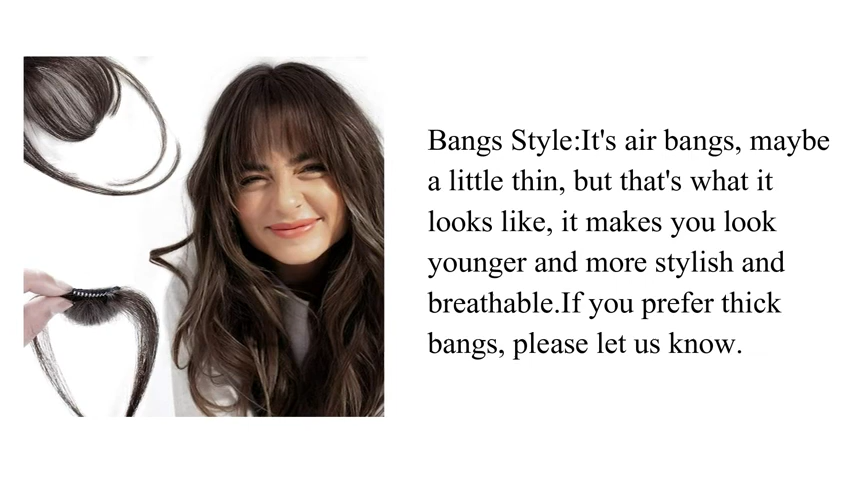 Bangs Style:It's air bangs, maybe
a little thin, but that's what it
looks like, it makes you look
younger and more stylish and
breathable.If you prefer thick
bangs, please let us know.